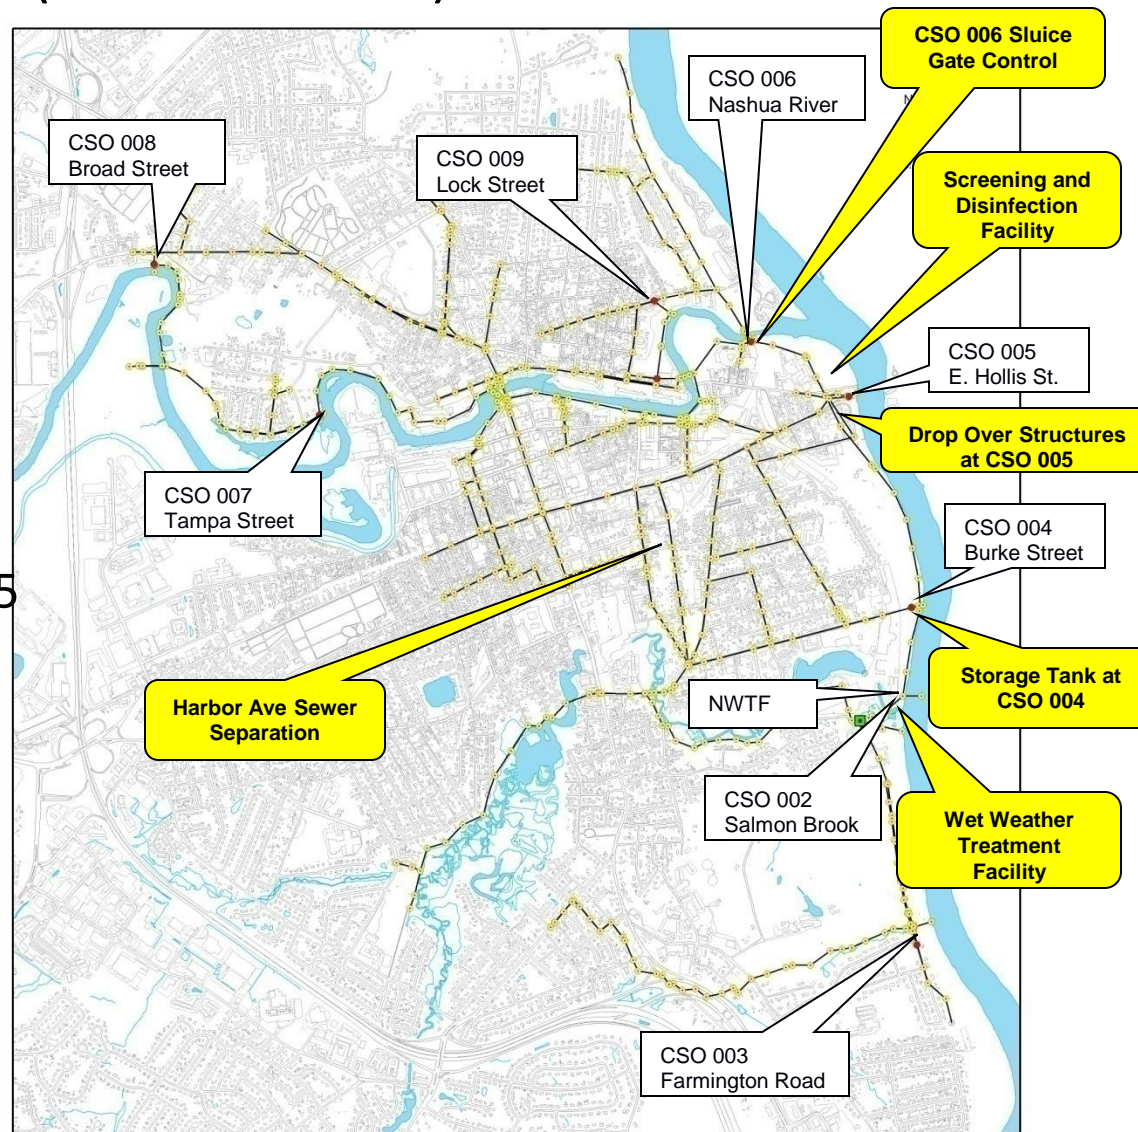 CSO 006 Sluice
Gate Control
CSO 006
Nashua River
N
CSO 008
Broad Street
CSO 009
Lock Street
Screening and
Disinfection
Facility
CSO 005
E. Hollis St.
Drop Over Structures
at CSO 005
CSO 007
Tampa Street
CSO 004
Burke Street
5
Storage Tank at
CSO 004
NWTF
Harbor Ave Sewer
Separation
CSO 002
Salmon Brook
Wet Weather
Treatment
Facility
CSO 003
Farmington Road